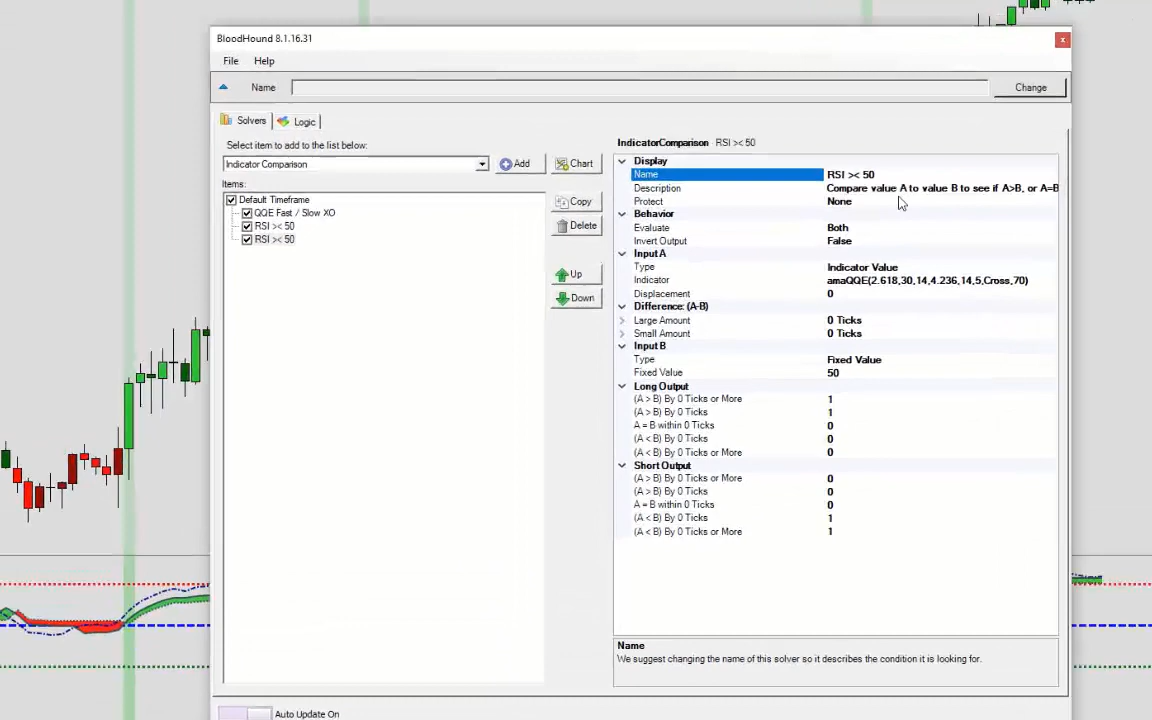 BloodHound 8.1.16.31
File Help
Name Change
Solvers Logic
Select item to add to the list below:
Indicator Comparison Add Chart
Items:
Default Timeframe
QQE Fast / Slow XO
RSI >< 50
RSI >< 50
Copy
Delete
Up
Down
IndicatorComparison RSI >< 50
Display
Name RSI >< 50
Description Compare value A to value B to see if A>B, or A=B
Protect None
Behavior
Evaluate Both
Invert Output False
Input A
Type Indicator Value
Indicator amaQQE(2.618,30,14,4.236,14,5,Cross,70)
Displacement 0
Difference: (A-B)
Large Amount 0 Ticks
Small Amount 0 Ticks
Input B
Type Fixed Value
Fixed Value 50
Long Output
(A > B) By 0 Ticks or More 1
(A > B) By 0 Ticks 1
A = B within 0 Ticks 0
(A < B) By 0 Ticks 0
(A < B) By 0 Ticks or More 0
Short Output
(A > B) By 0 Ticks or More 0
(A > B) By 0 Ticks 0
A = B within 0 Ticks 0
(A < B) By 0 Ticks 1
(A < B) By 0 Ticks or More 1
Name
We suggest changing the name of this solver so it describes the condition it is looking for.
Auto Update On